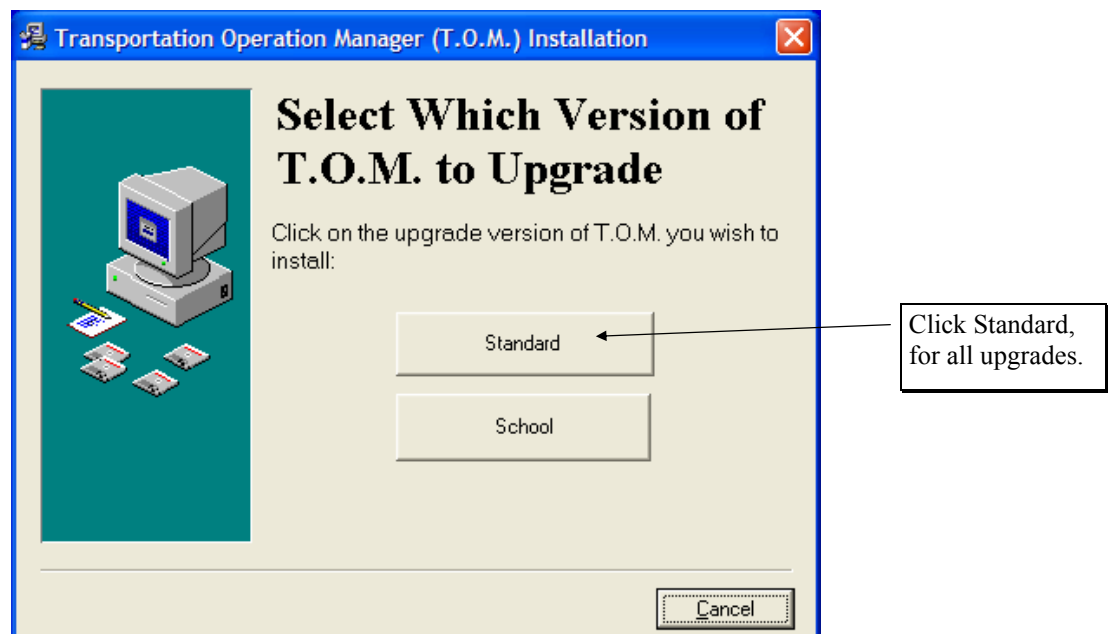 Transportation Operation Manager (T.O.M.) Installation
Select Which Version of
T.O.M. to Upgrade
Click on the upgrade version of T.O.M. you wish to
install:
Standard
School
Cancel
Click Standard,
for all upgrades.